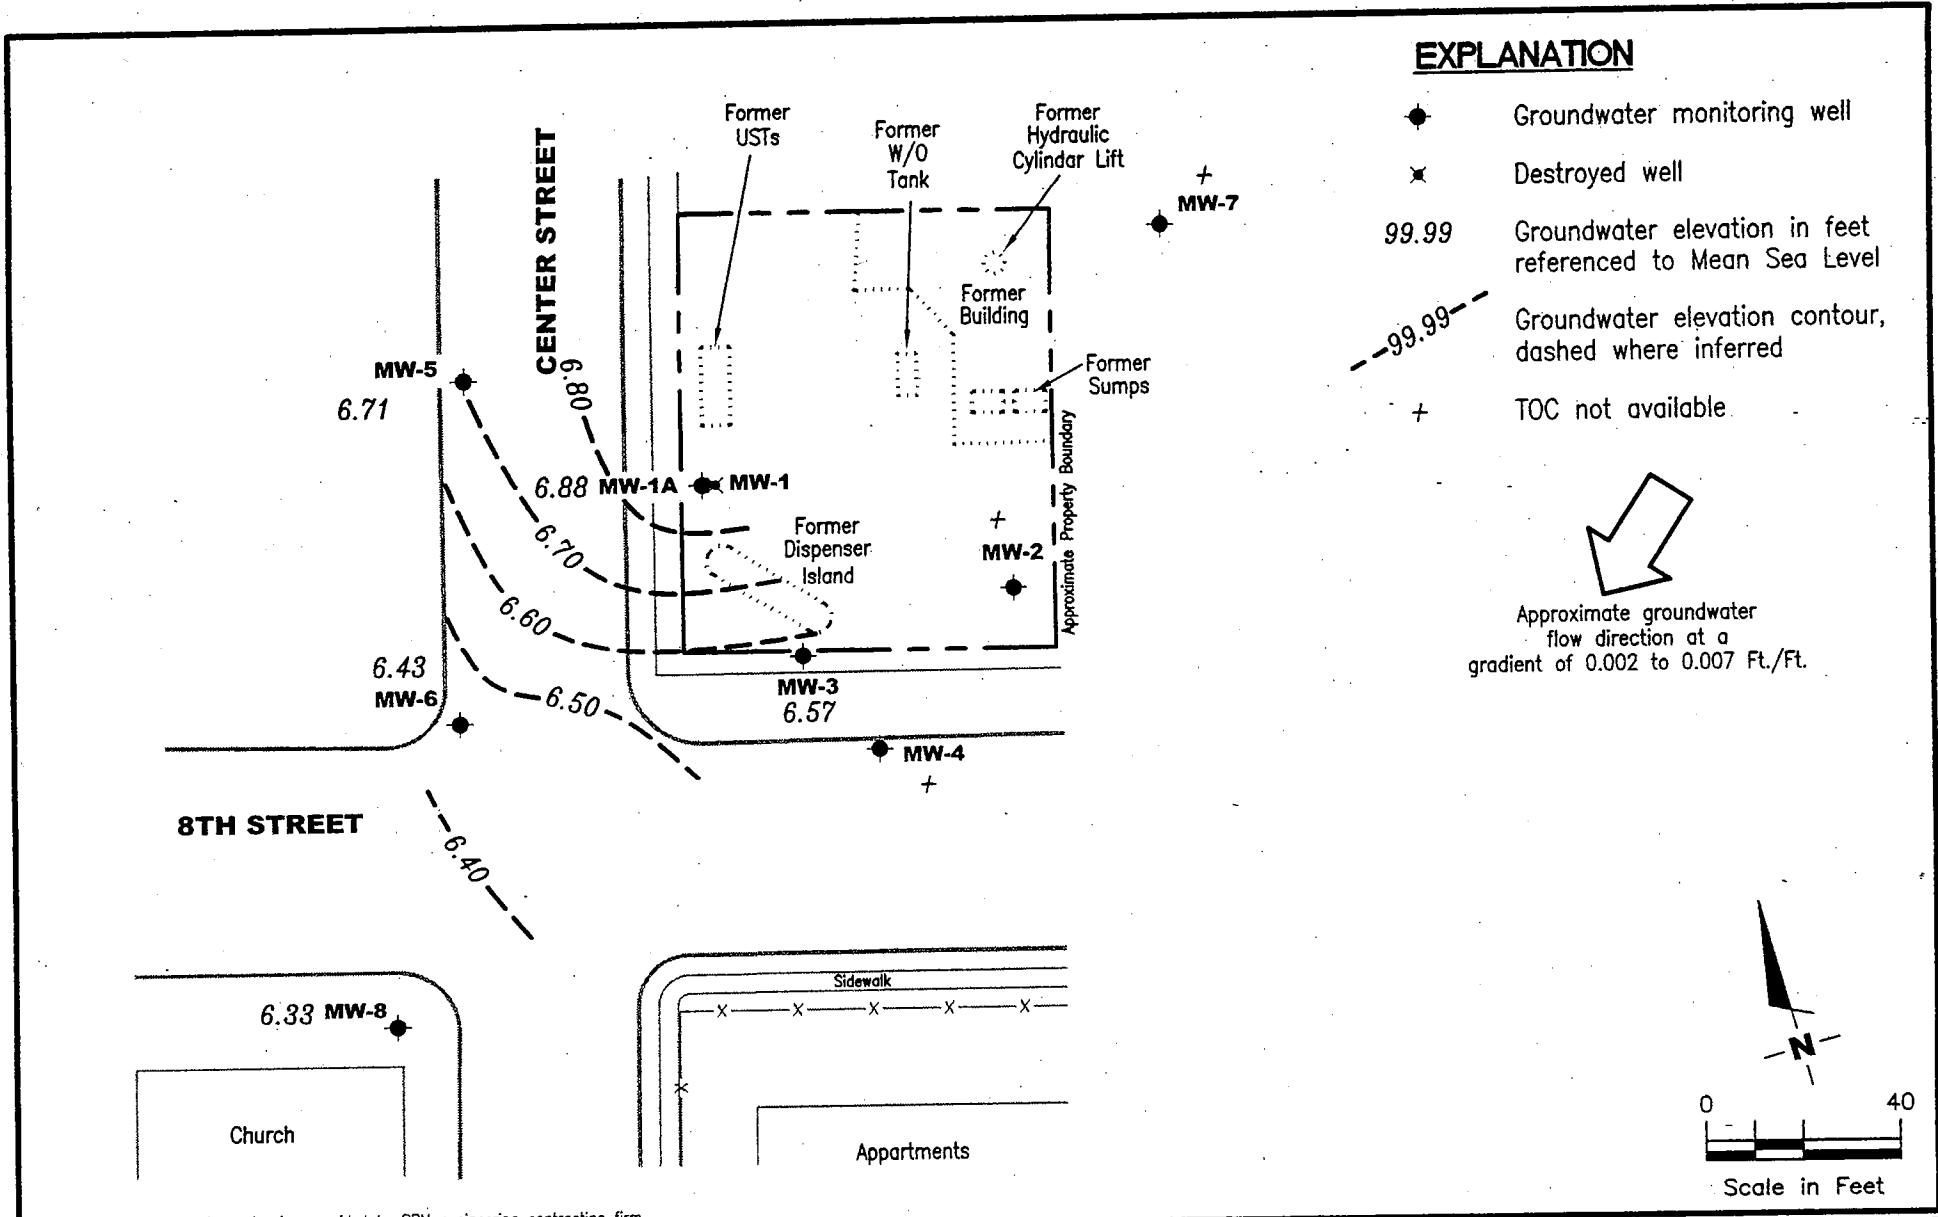 EXPLANATION
Groundwater monitoring well
Destroyed well
99.99
Groundwater elevation in feet
referenced to Mean Sea Level
99.99
Groundwater elevation contour,
dashed where inferred
+
TOC not available
Approximate groundwater
flow direction at a
gradient of 0.002 to 0.007 Ft./Ft.
N
0
40
Scale in Feet
Former
USTs
Former
W/O
Tank
Former
Hydraulic
Cylindar Lift
+
MW-7
CENTER STREET
Former
Building
Former
Sumps
MW-5
6.71
6.80
6.88
MW-1A
MW-1
Approximate Property Boundary
6.70
Former
Dispenser
Island
+
MW-2
6.60
6.43
MW-6
6.50
MW-3
6.57
MW-4
+
8TH STREET
6.40
Sidewalk
6.33
MW-8
Church
Appartments